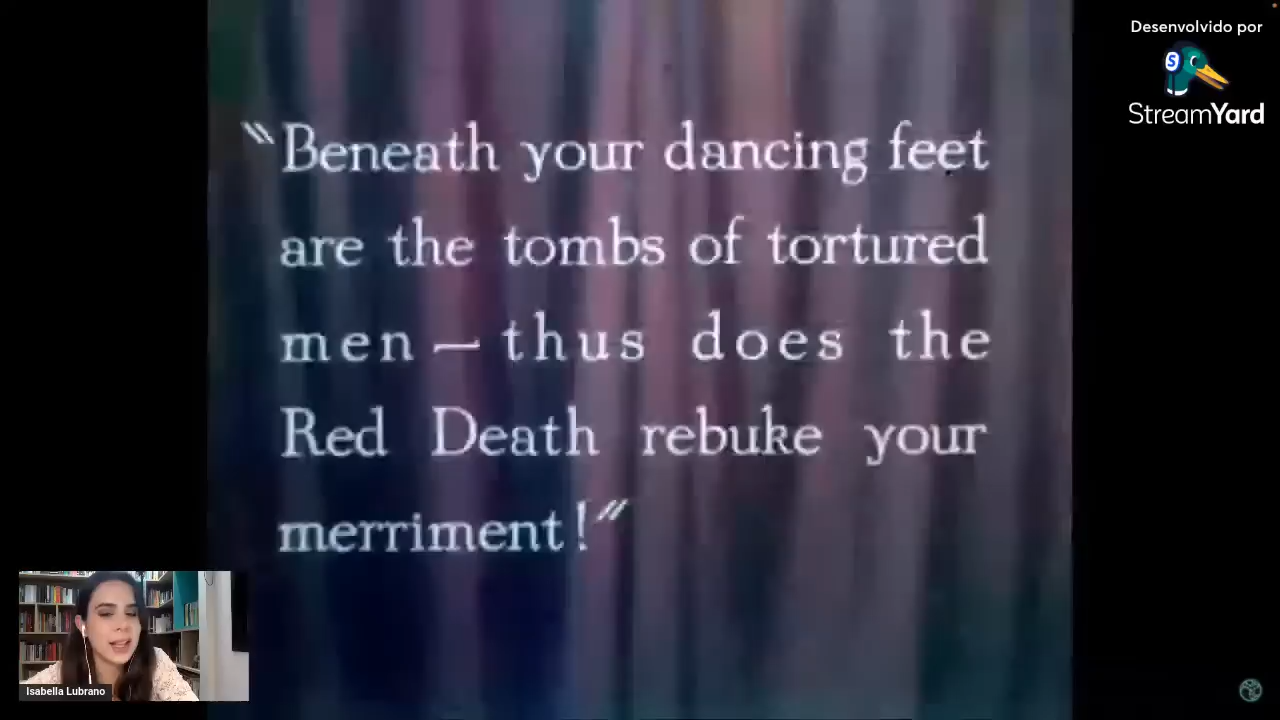 Desenvolvido por
S
StreamYard
"Beneath your dancing feet
are the tombs of tortured
men — thus does the
Red Death rebuke your
merriment!"
Isabella Lubrano